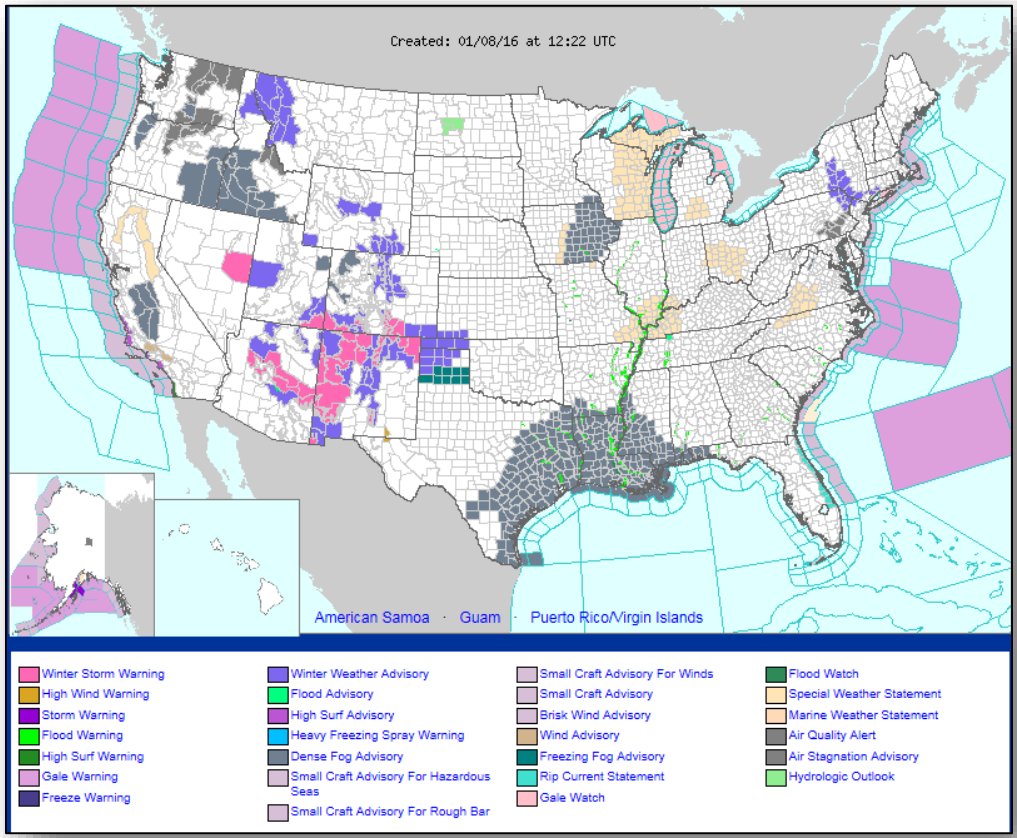 Created: 01/08/16 at 12:22 UTC
American Samoa · Guam · Puerto Rico/Virgin Islands
Winter Storm Warning
High Wind Warning
Storm Warning
Flood Warning
High Surf Warning
Gale Warning
Freeze Warning
Winter Weather Advisory
Flood Advisory
High Surf Advisory
Heavy Freezing Spray Warning
Dense Fog Advisory
Small Craft Advisory For Hazardous
Seas
Small Craft Advisory For Rough Bar
Small Craft Advisory For Winds
Small Craft Advisory
Brisk Wind Advisory
Wind Advisory
Freezing Fog Advisory
Rip Current Statement
Gale Watch
Flood Watch
Special Weather Statement
Marine Weather Statement
Air Quality Alert
Air Stagnation Advisory
Hydrologic Outlook